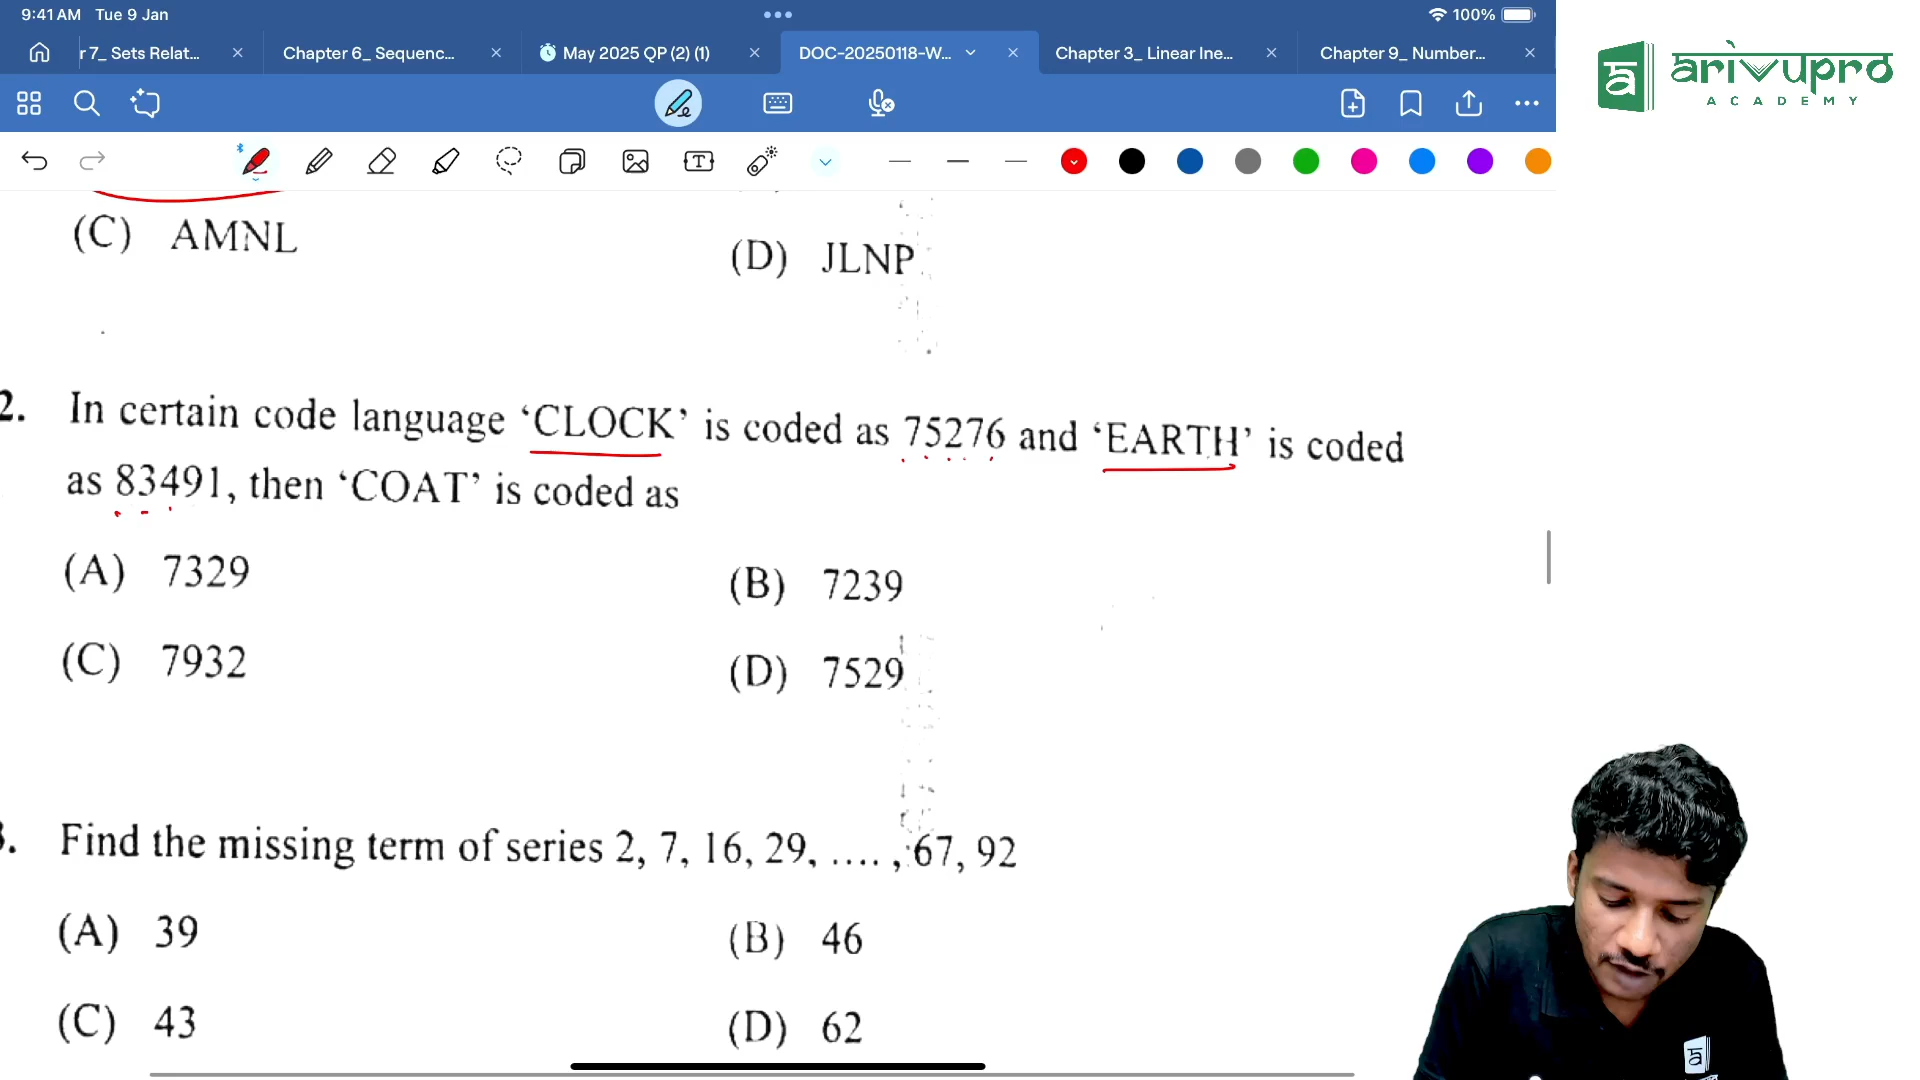 9:41 AM Tue 9 Jan
100%
r 7_ Sets Relat...
Chapter 6_ Sequenc...
May 2025 QP (2) (1)
DOC-20250118-W...
Chapter 3_ Linear Ine...
Chapter 9_ Number...
arivupro
ACADEMY
(C) AMNL
(D) JLNP
2. In certain code language ‘CLOCK’ is coded as 75276 and ‘EARTH’ is coded
as 83491, then ‘COAT’ is coded as
(A) 7329
(B) 7239
(C) 7932
(D) 7529
3. Find the missing term of series 2, 7, 16, 29, .... , 67, 92
(A) 39
(B) 46
(C) 43
(D) 62